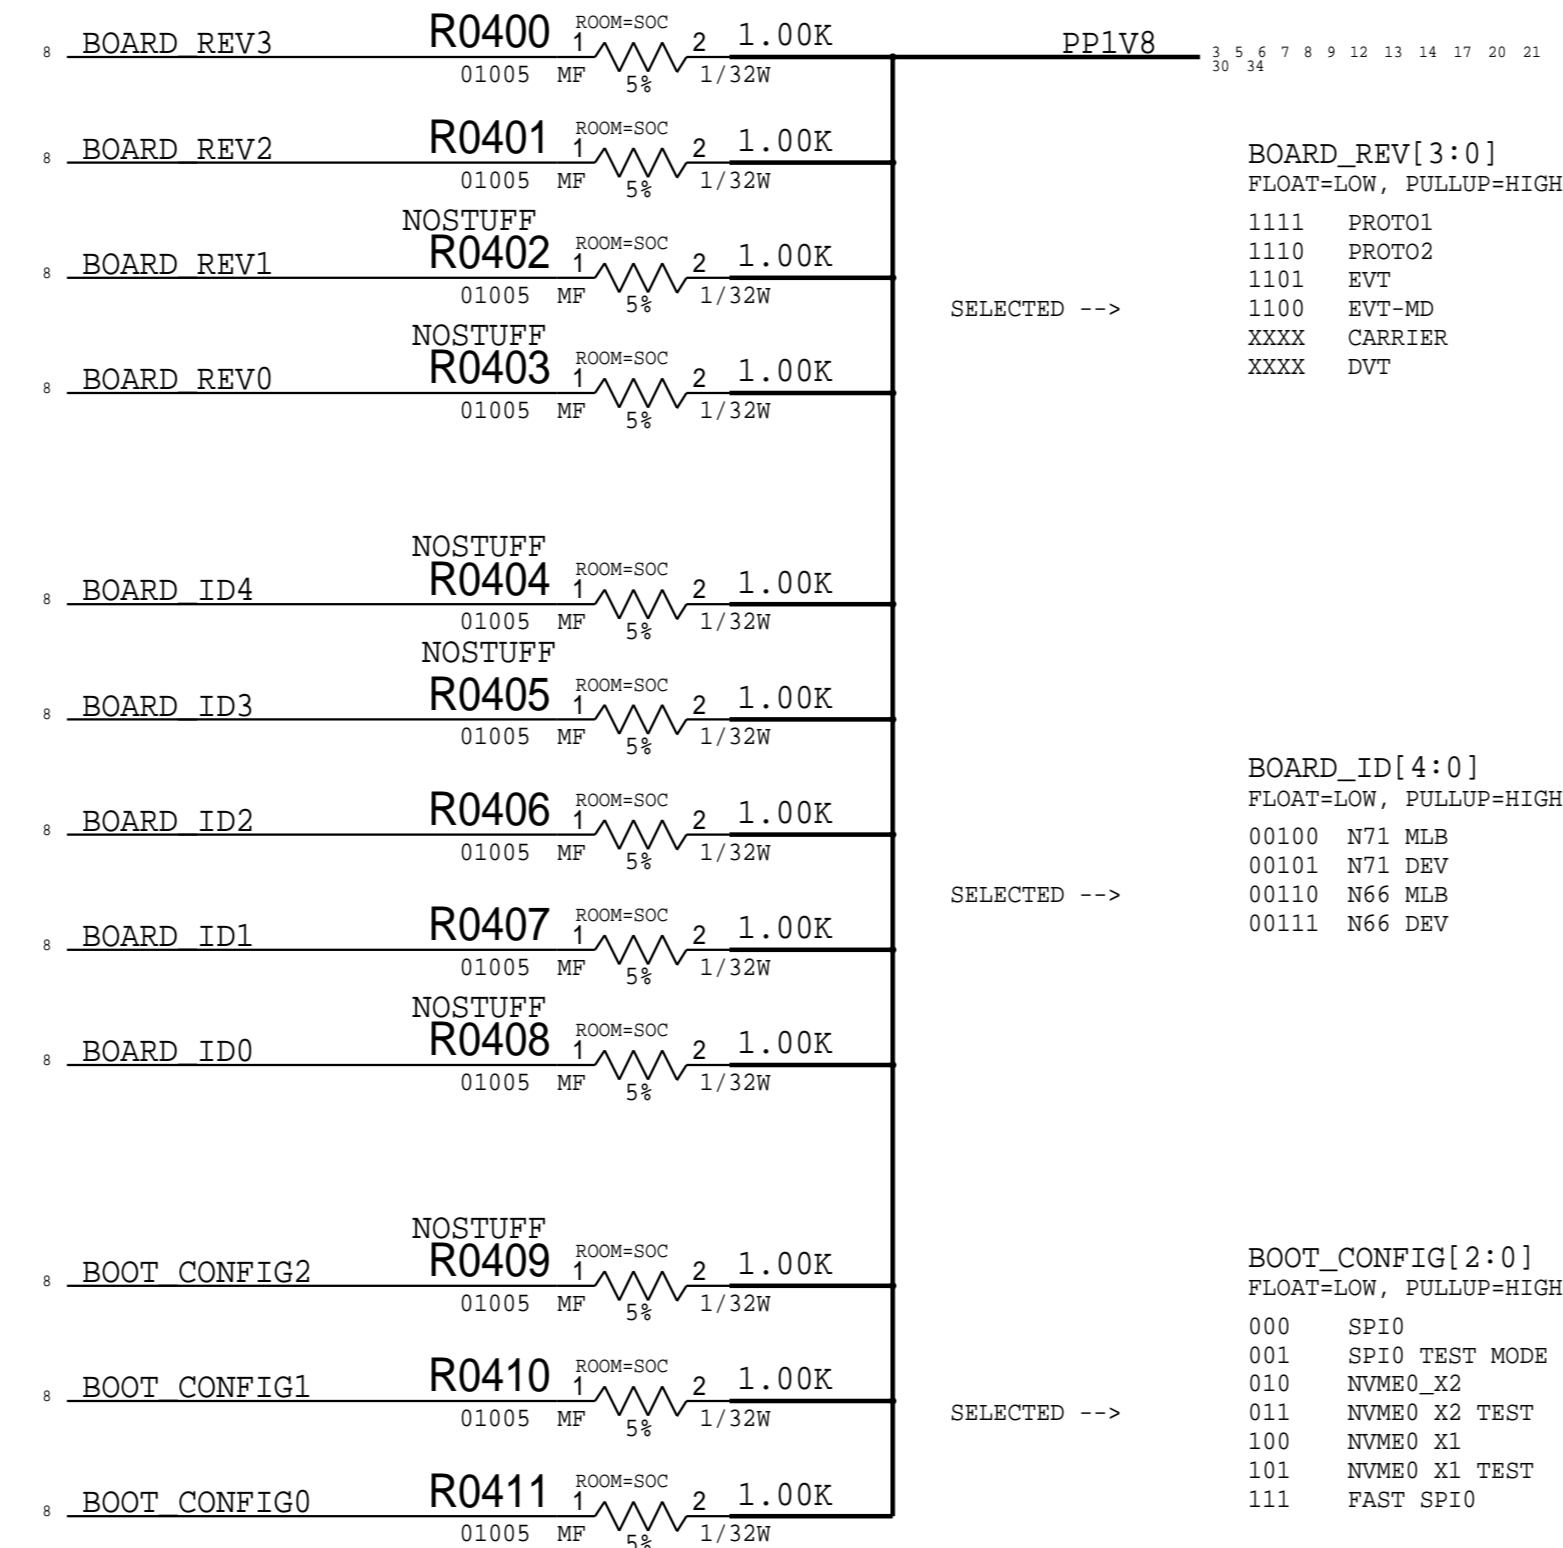 8 BOARD_REV3 R0400 ROOM=SOC 1 2 1.00K PP1V8 3 5 6 7 8 9 12 13 14 17 20 21
30 34
01005 MF 5% 1/32W
8 BOARD_REV2 R0401 ROOM=SOC 1 2 1.00K
01005 MF 5% 1/32W
NOSTUFF
8 BOARD_REV1 R0402 ROOM=SOC 1 2 1.00K
01005 MF 5% 1/32W
NOSTUFF
8 BOARD_REV0 R0403 ROOM=SOC 1 2 1.00K
01005 MF 5% 1/32W
BOARD_REV[3:0]
FLOAT=LOW, PULLUP=HIGH
1111 PROTO1
1110 PROTO2
1101 EVT
SELECTED --> 1100 EVT-MD
XXXX CARRIER
XXXX DVT
NOSTUFF
8 BOARD_ID4 R0404 ROOM=SOC 1 2 1.00K
01005 MF 5% 1/32W
NOSTUFF
8 BOARD_ID3 R0405 ROOM=SOC 1 2 1.00K
01005 MF 5% 1/32W
8 BOARD_ID2 R0406 ROOM=SOC 1 2 1.00K
01005 MF 5% 1/32W
8 BOARD_ID1 R0407 ROOM=SOC 1 2 1.00K
01005 MF 5% 1/32W
NOSTUFF
8 BOARD_ID0 R0408 ROOM=SOC 1 2 1.00K
01005 MF 5% 1/32W
BOARD_ID[4:0]
FLOAT=LOW, PULLUP=HIGH
00100 N71 MLB
00101 N71 DEV
SELECTED --> 00110 N66 MLB
00111 N66 DEV
NOSTUFF
8 BOOT_CONFIG2 R0409 ROOM=SOC 1 2 1.00K
01005 MF 5% 1/32W
8 BOOT_CONFIG1 R0410 ROOM=SOC 1 2 1.00K
01005 MF 5% 1/32W
8 BOOT_CONFIG0 R0411 ROOM=SOC 1 2 1.00K
01005 MF 5% 1/32W
BOOT_CONFIG[2:0]
FLOAT=LOW, PULLUP=HIGH
000 SPI0
001 SPI0 TEST MODE
010 NVME0_X2
SELECTED --> 011 NVME0 X2 TEST
100 NVME0 X1
101 NVME0 X1 TEST
111 FAST SPI0